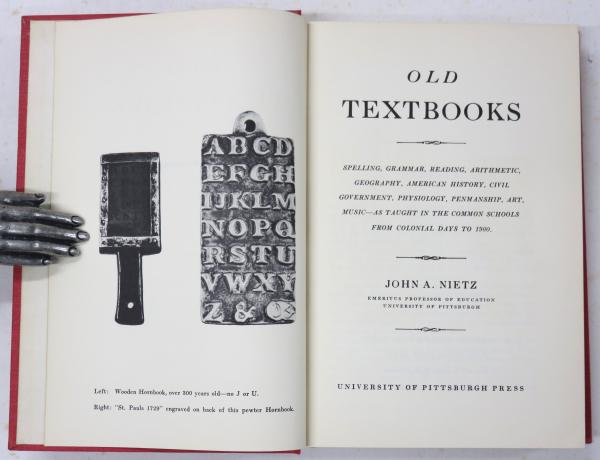 ABCD
EFGH
IJKLM
NOPQ
RSTU
VWXY
Z &
Left: Wooden Hornbook, over 300 years old—no J or U.
Right: "St. Pauls 1729" engraved on back of this pewter Hornbook.
OLD
TEXTBOOKS
SPELLING, GRAMMAR, READING, ARITHMETIC,
GEOGRAPHY, AMERICAN HISTORY, CIVIL
GOVERNMENT, PHYSIOLOGY, PENMANSHIP, ART,
MUSIC—AS TAUGHT IN THE COMMON SCHOOLS
FROM COLONIAL DAYS TO 1900.
JOHN A. NIETZ
EMERITUS PROFESSOR OF EDUCATION
UNIVERSITY OF PITTSBURGH
UNIVERSITY OF PITTSBURGH PRESS